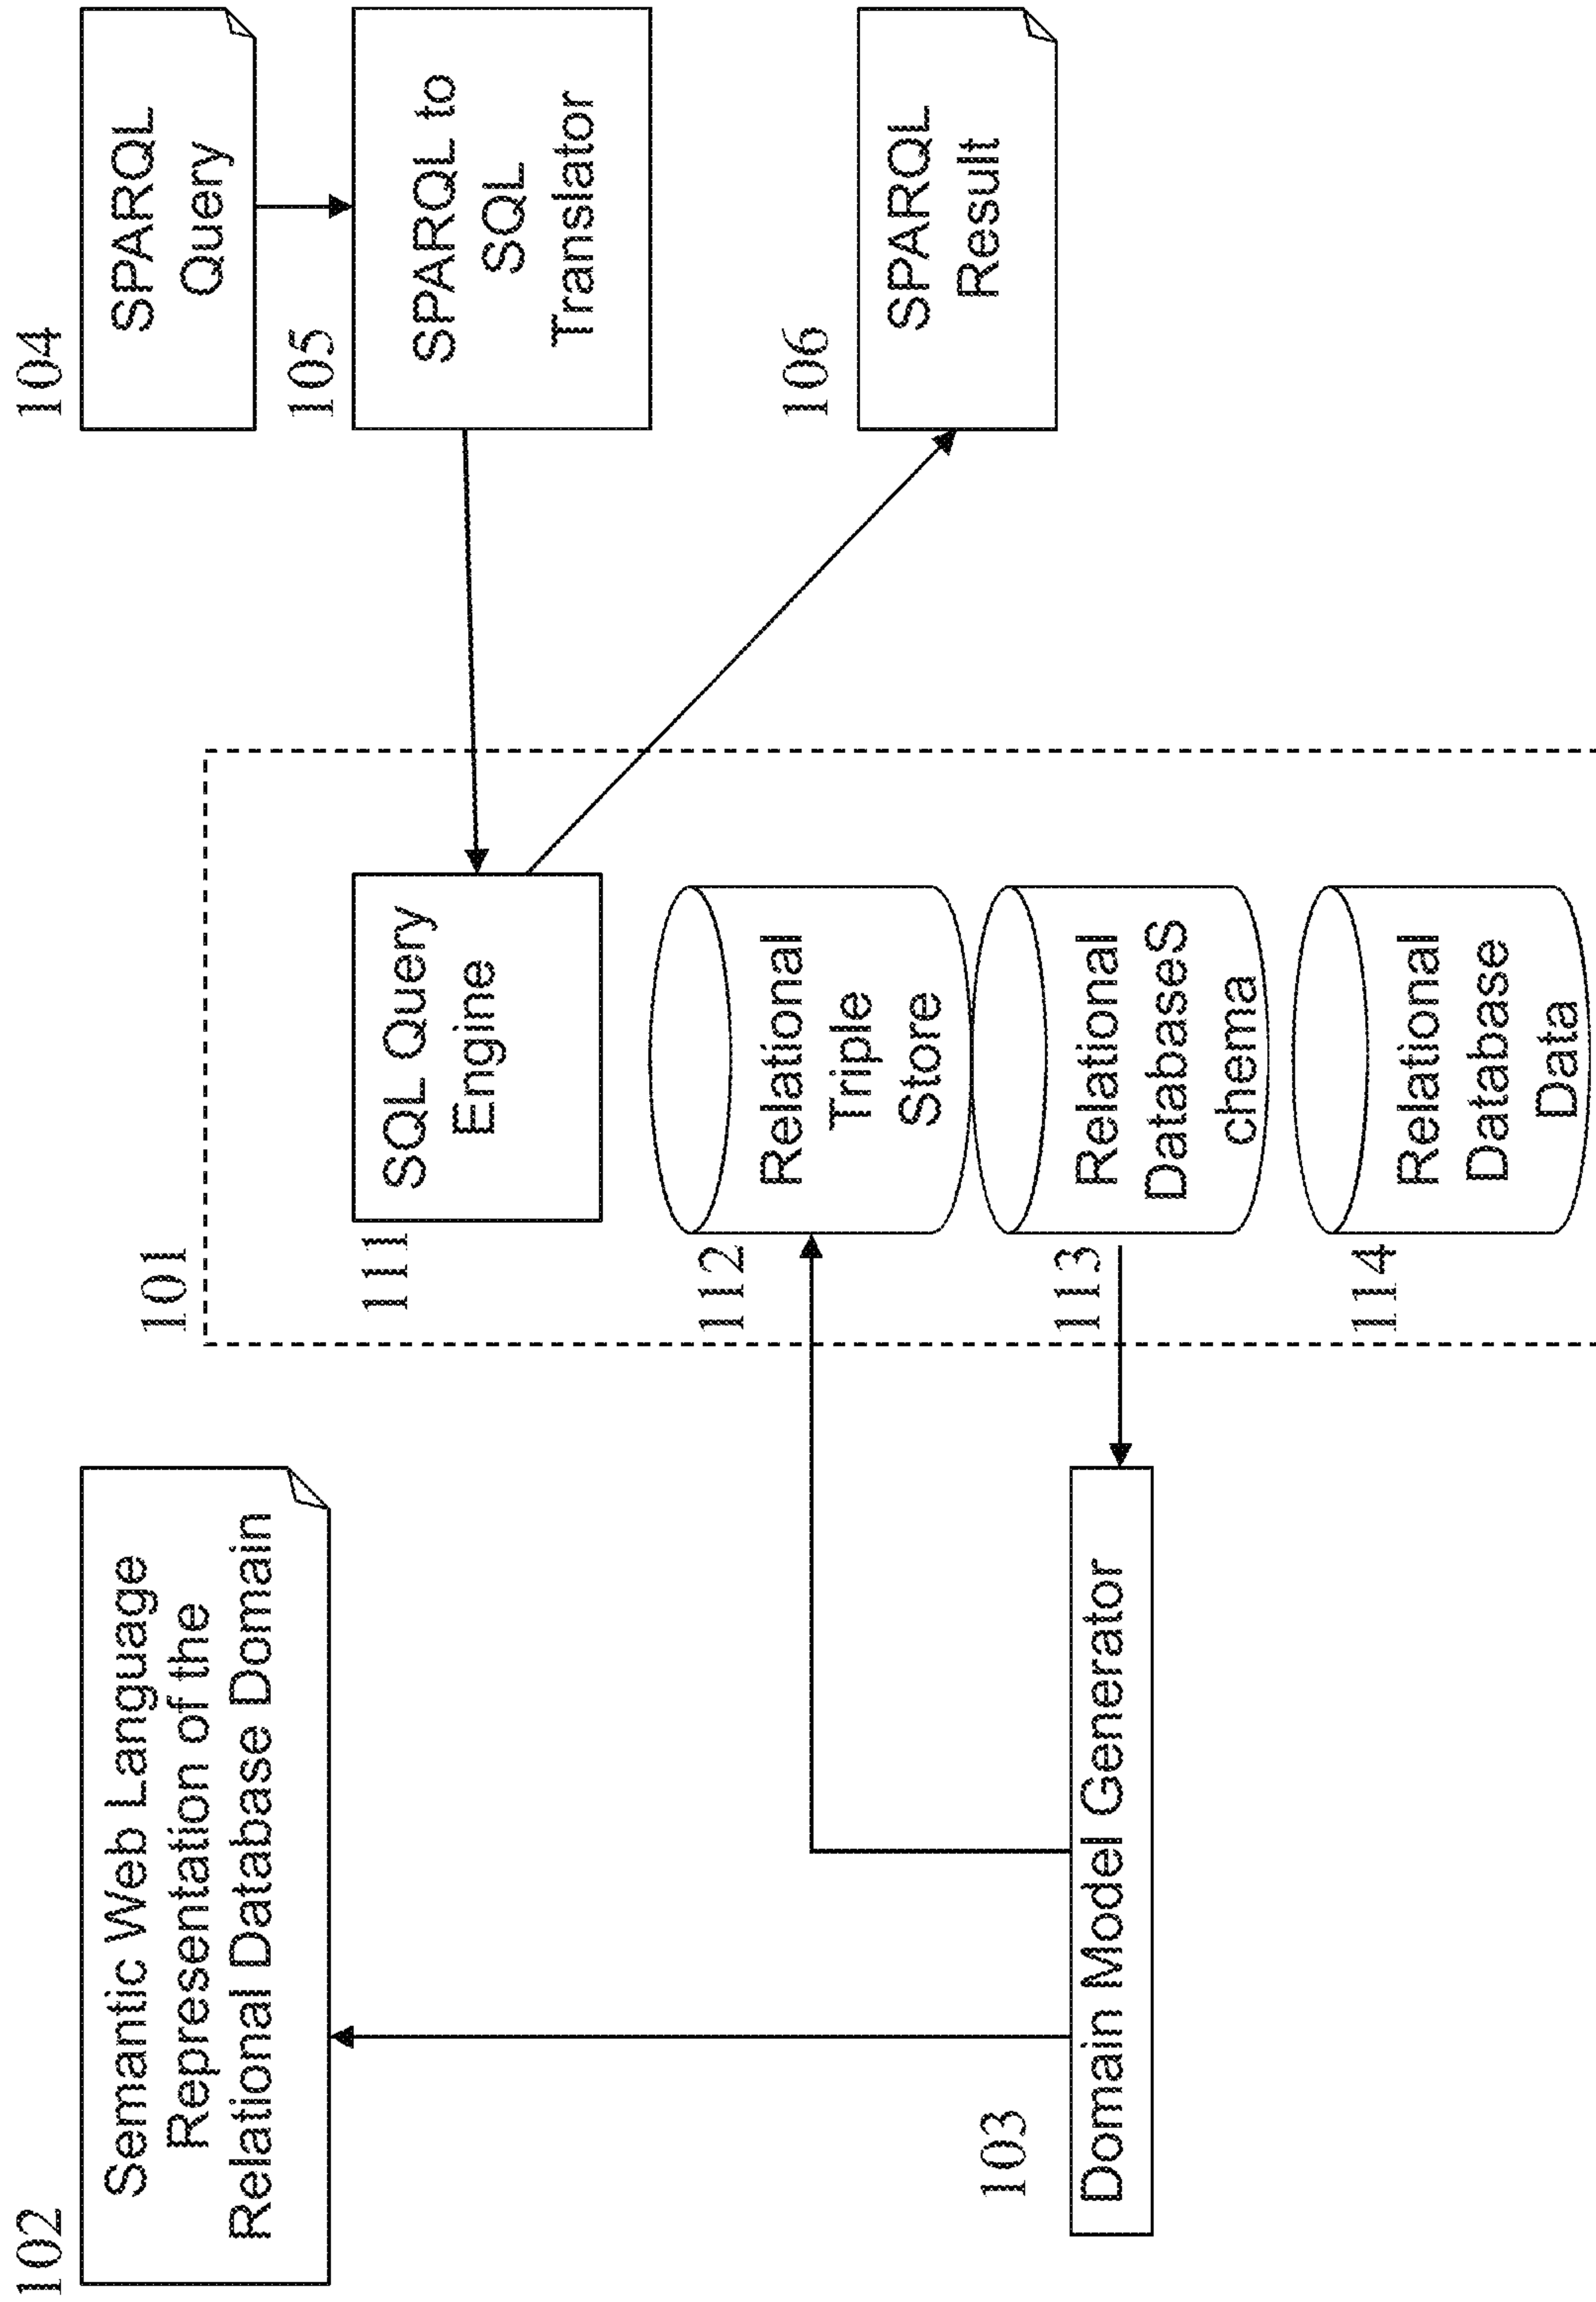 102
Semantic Web Language
Representation of the
Relational Database Domain
103
Domain Model Generator
101
111
SQL Query
Engine
112
Relational
Triple
Store
113
Relational
DatabaseS
chema
114
Relational
Database
Data
104
SPARQL
Query
105
SPARQL to
SQL
Translator
106
SPARQL
Result